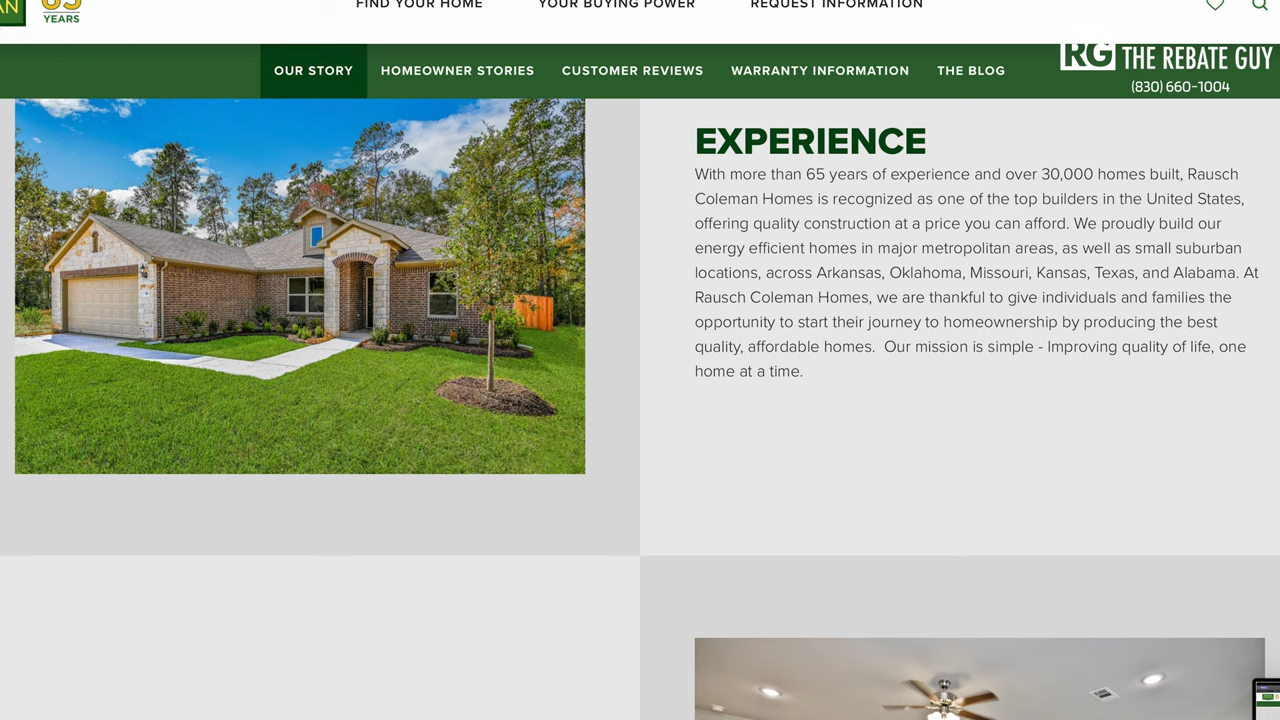 AN
65
YEARS
FIND YOUR HOME
YOUR BUYING POWER
REQUEST INFORMATION
OUR STORY
HOMEOWNER STORIES
CUSTOMER REVIEWS
WARRANTY INFORMATION
THE BLOG
RG THE REBATE GUY
(830) 660-1004
EXPERIENCE
With more than 65 years of experience and over 30,000 homes built, Rausch
Coleman Homes is recognized as one of the top builders in the United States,
offering quality construction at a price you can afford. We proudly build our
energy efficient homes in major metropolitan areas, as well as small suburban
locations, across Arkansas, Oklahoma, Missouri, Kansas, Texas, and Alabama. At
Rausch Coleman Homes, we are thankful to give individuals and families the
opportunity to start their journey to homeownership by producing the best
quality, affordable homes.  Our mission is simple - Improving quality of life, one
home at a time.